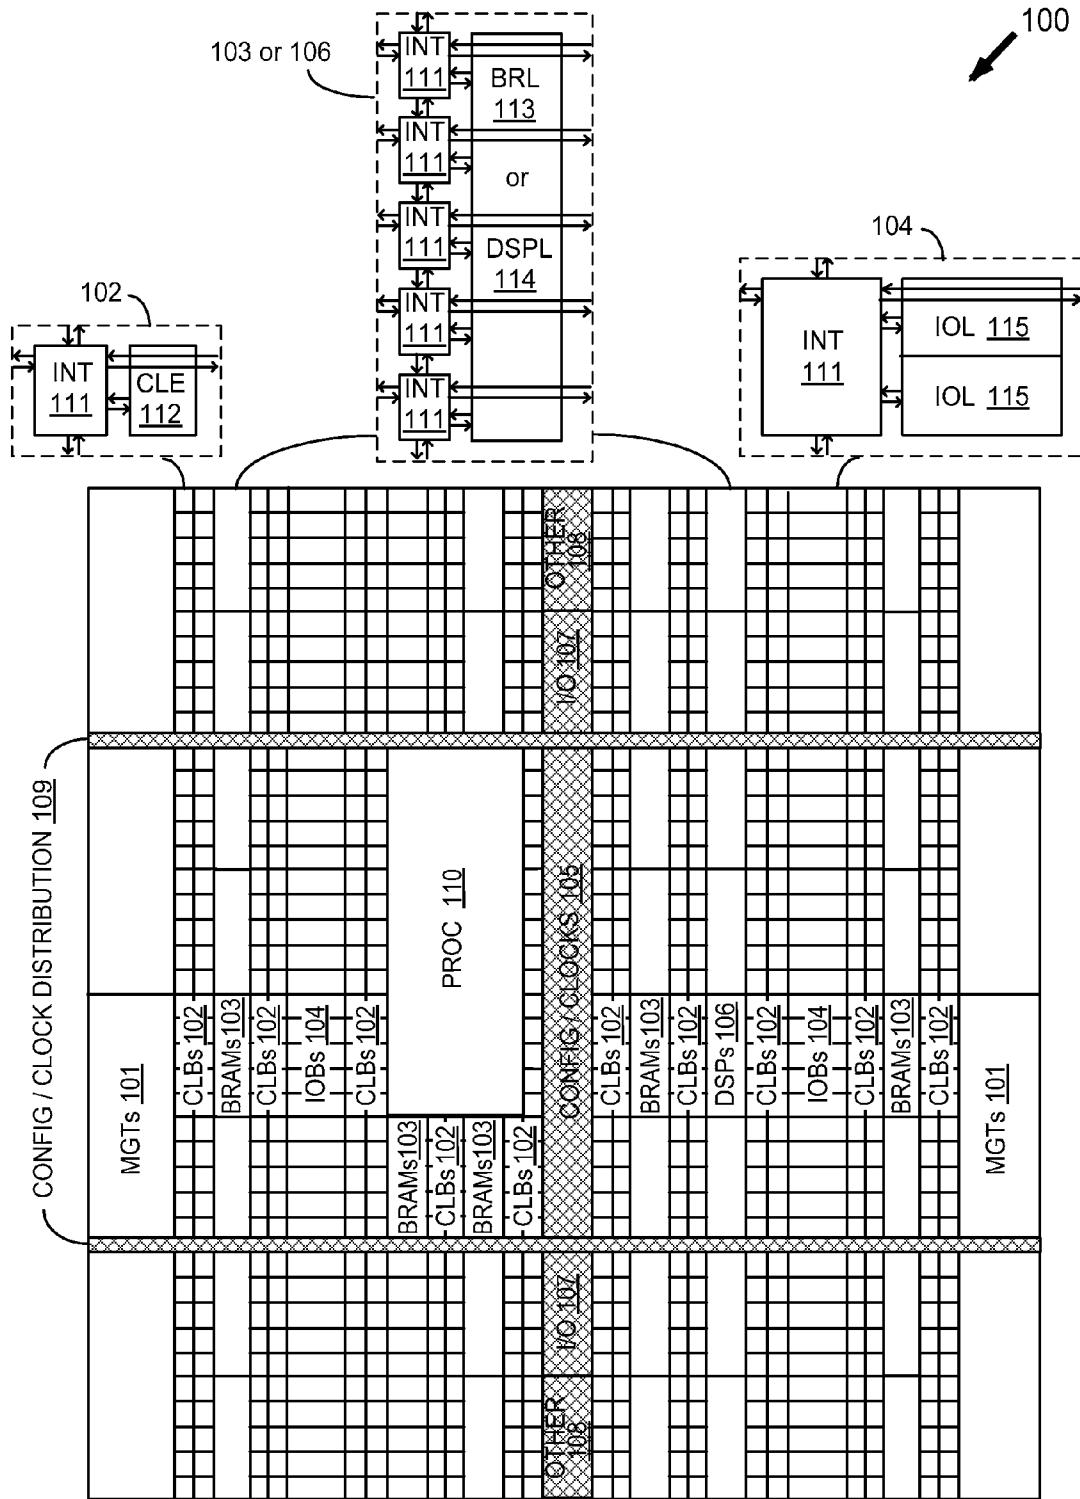 100
103 or 106
INT
111
INT
111
INT
111
INT
111
INT
111
BRL
113
or
DSPL
114
104
INT
111
IOL 115
IOL 115
102
INT
111
CLE
112
CONFIG / CLOCK DISTRIBUTION 109
OTHER
108
I/O 107
CONFIG / CLOCKS 105
PROC 110
MGTs 101
CLBs 102
BRAMs103
CLBs 102
IOBs 104
CLBs 102
BRAMs103
CLBs 102
BRAMs103
CLBs 102
CLBs 102
BRAMs103
CLBs 102
DSPs 106
CLBs 102
IOBs 104
CLBs 102
BRAMs103
CLBs 102
MGTs 101
I/O 107
OTHER
108